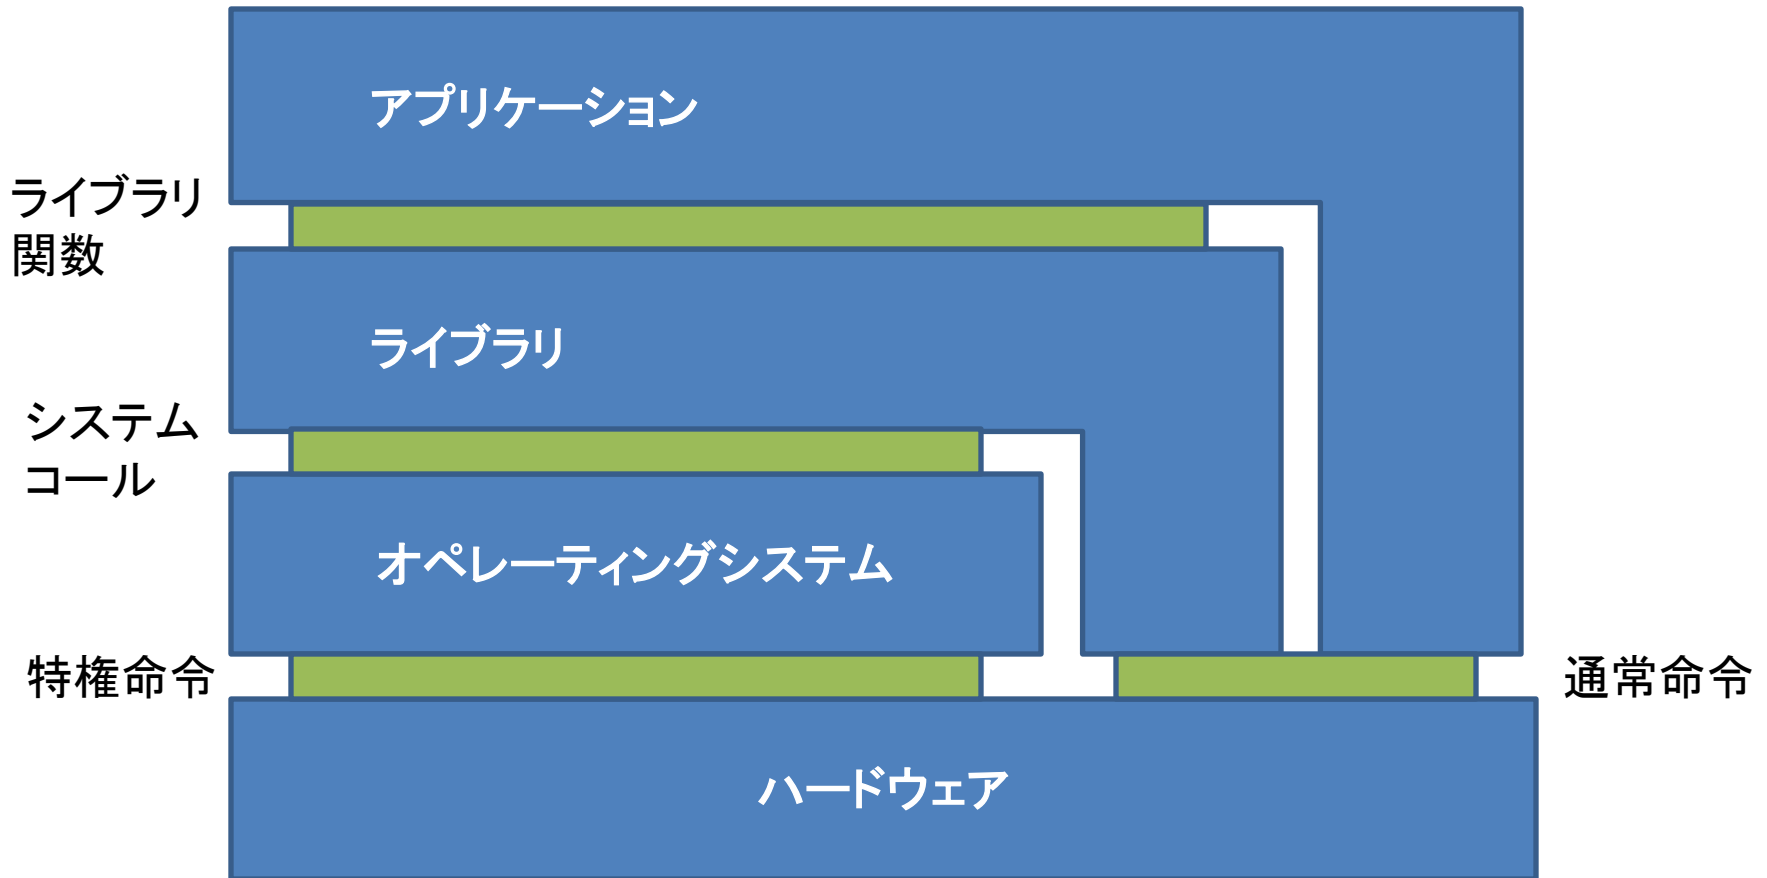 アプリケーション
ライブラリ
関数
ライブラリ
システム
コール
オペレーティングシステム
特権命令
通常命令
ハードウェア